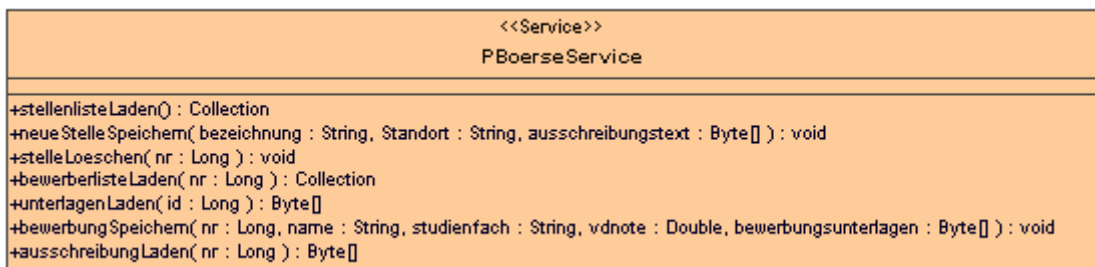 <<Service>>
PBoerseService
+stellenlisteLaden() : Collection
+neueStelleSpeichern( bezeichnung : String, Standort : String, ausschreibungstext : Byte[] ) : void
+stelleLoeschen( nr : Long ) : void
+bewerberlisteLaden( nr : Long ) : Collection
+unterlagenLaden( id : Long ) : Byte[]
+bewerbungSpeichern( nr : Long, name : String, studienfach : String, vdnote : Double, bewerbungsunterlagen : Byte[] ) : void
+ausschreibungLaden( nr : Long ) : Byte[]